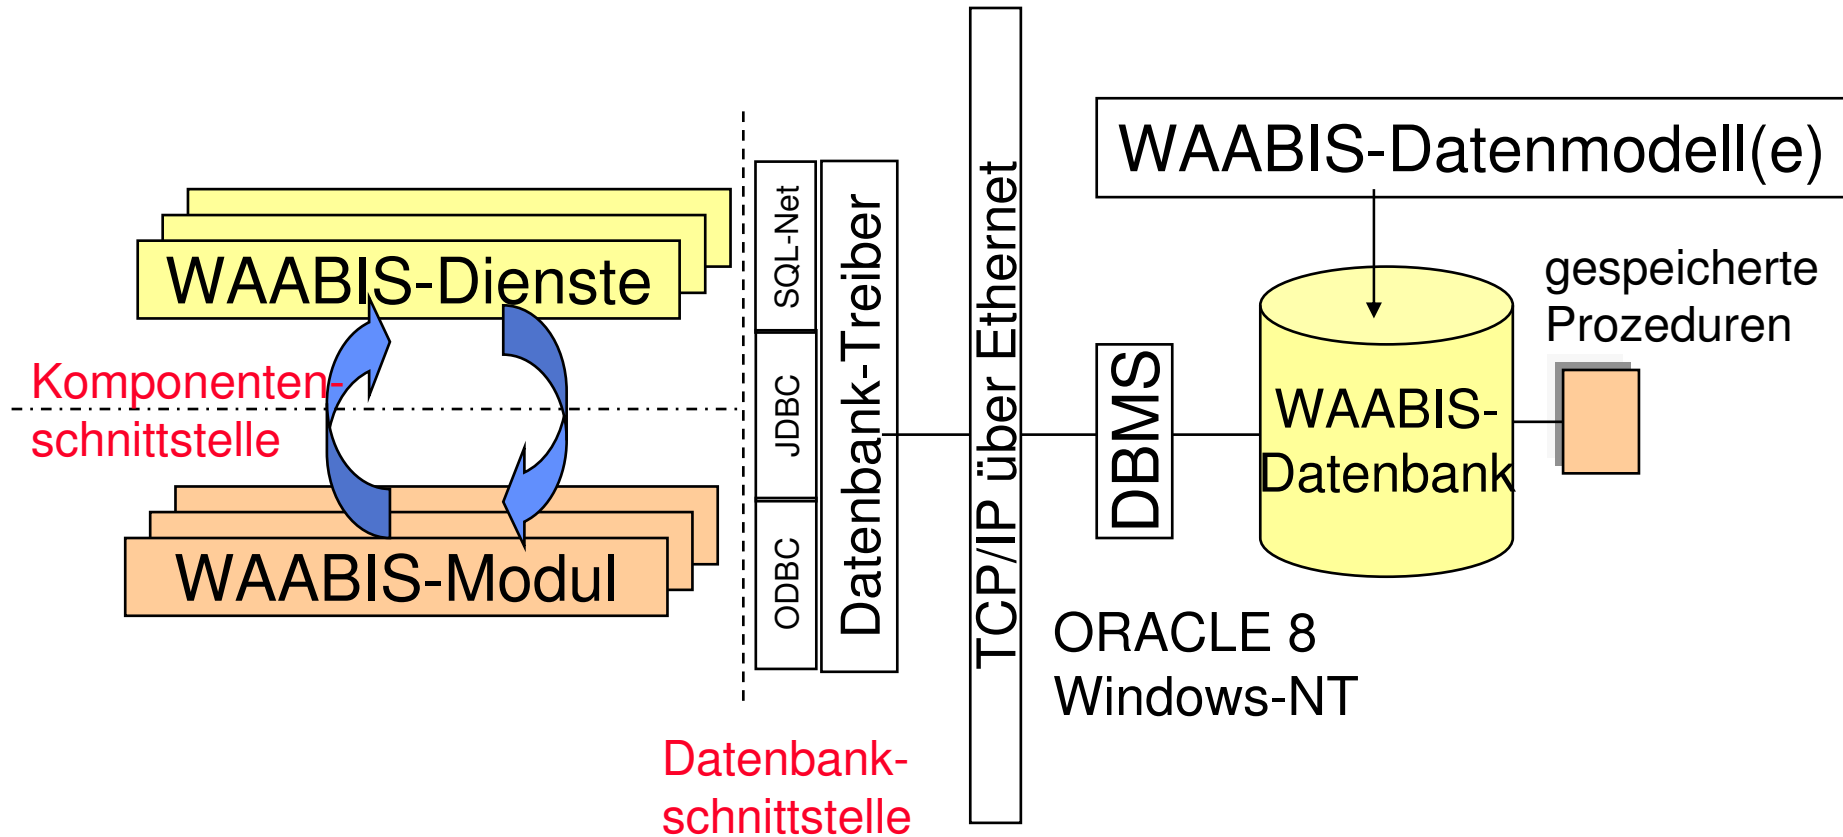 WAABIS-Dienste
Komponenten-
schnittstelle
WAABIS-Modul
SQL-Net
JDBC
ODBC
Datenbank-Treiber
Datenbank-
schnittstelle
TCP/IP über Ethernet
WAABIS-Datenmodell(e)
DBMS
WAABIS-
Datenbank
gespeicherte
Prozeduren
ORACLE 8
Windows-NT